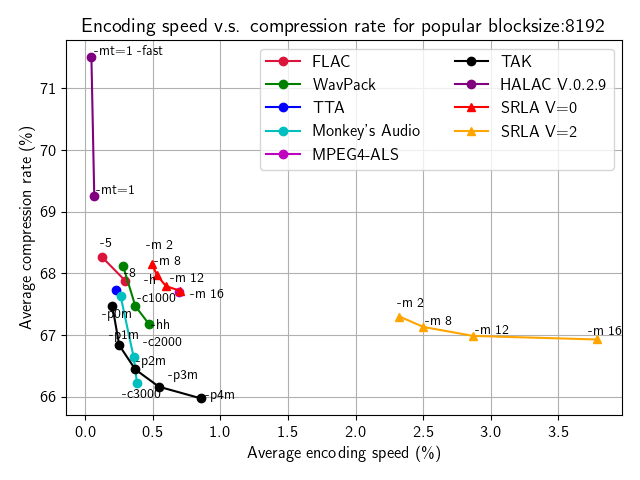 Encoding speed v.s. compression rate for popular blocksize:8192
Average compression rate (%)
71
70
69
68
67
66
-mt=1 -fast
-mt=1
FLAC
WavPack
TTA
Monkey's Audio
MPEG4-ALS
TAK
HALAC V.0.2.9
SRLA V=0
SRLA V=2
-5
-8
-m 2
-m 8
-h
-m 12
-m 16
-c1000
-p0m
-hh
-p1m
-c2000
-p2m
-p3m
-c3000
-p4m
-m 2
-m 8
-m 12
-m 16
0.0 0.5 1.0 1.5 2.0 2.5 3.0 3.5
Average encoding speed (%)